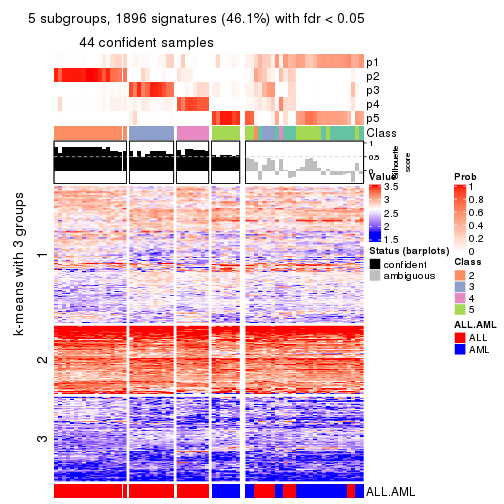 5 subgroups, 1896 signatures (46.1%) with fdr < 0.05
44 confident samples
p1
p2
p3
p4
p5
Class
1
0.5
0
Silhouette
score
k-means with 3 groups
1
2
3
ALL.AML
Value
3.5
3
2.5
2
1.5
Status (barplots)
confident
ambiguous
Prob
1
0.8
0.6
0.4
0.2
0
Class
2
3
4
5
ALL.AML
ALL
AML